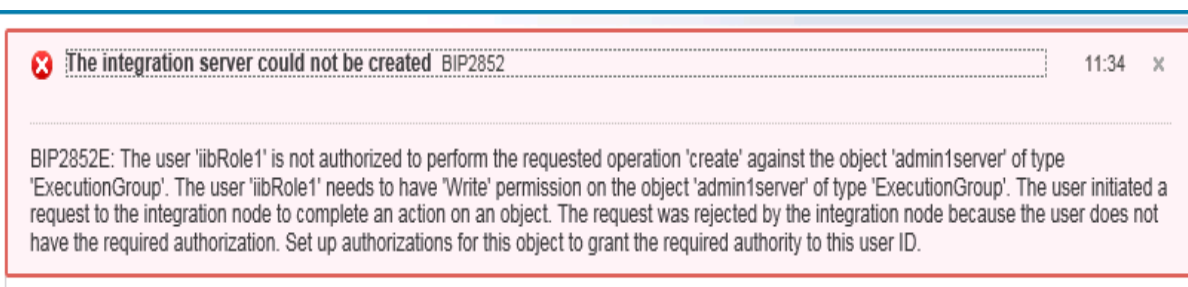 The integration server could not be created BIP2852 11:34 x
BIP2852E: The user 'iibRole1' is not authorized to perform the requested operation 'create' against the object 'admin1server' of type
'ExecutionGroup'. The user 'iibRole1' needs to have 'Write' permission on the object 'admin1server' of type 'ExecutionGroup'. The user initiated a
request to the integration node to complete an action on an object. The request was rejected by the integration node because the user does not
have the required authorization. Set up authorizations for this object to grant the required authority to this user ID.